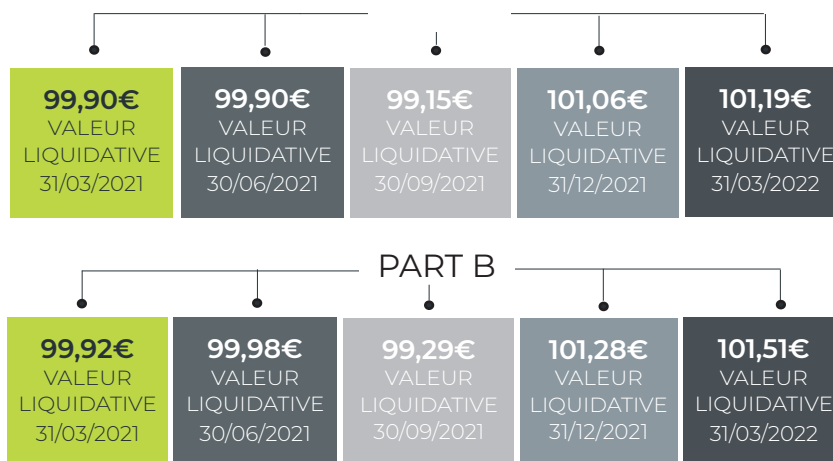 99,90€
VALEUR
LIQUIDATIVE
31/03/2021
99,90€
VALEUR
LIQUIDATIVE
30/06/2021
99,15€
VALEUR
LIQUIDATIVE
30/09/2021
101,06€
VALEUR
LIQUIDATIVE
31/12/2021
101,19€
VALEUR
LIQUIDATIVE
31/03/2022
PART B
99,92€
VALEUR
LIQUIDATIVE
31/03/2021
99,98€
VALEUR
LIQUIDATIVE
30/06/2021
99,29€
VALEUR
LIQUIDATIVE
30/09/2021
101,28€
VALEUR
LIQUIDATIVE
31/12/2021
101,51€
VALEUR
LIQUIDATIVE
31/03/2022